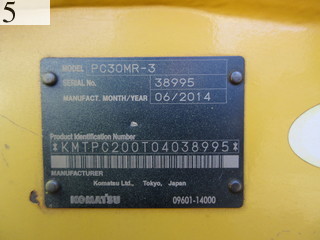 5
MODEL PC30MR-3
SERIAL No. 38995
MANUFACT. MONTH/YEAR 06/2014
Product Identification Number
*KMTPC200T04038995*
MANUFACTURER
Komatsu Ltd., Tokyo, Japan
KOMATSU 09601-14000